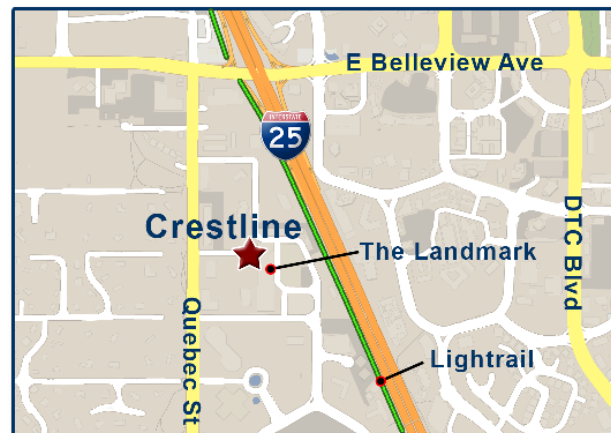 E Belleview Ave
INTERSTATE
25
Crestline
The Landmark
DTC Blvd
Quebec St
Lightrail